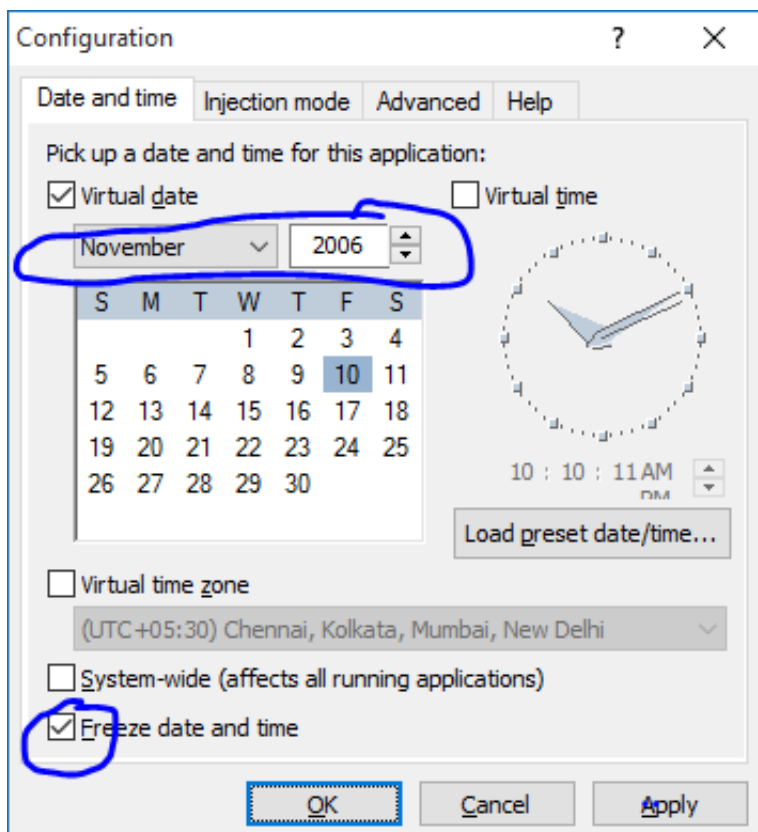 Configuration ?
Date and time Injection mode Advanced Help
Pick up a date and time for this application:
Virtual date Virtual time
November 2006
S M T W T F S
1 2 3 4
5 6 7 8 9 10 11
12 13 14 15 16 17 18
19 20 21 22 23 24 25
26 27 28 29 30
10 : 10 : 11 AM
PM
Load preset date/time...
Virtual time zone
(UTC+05:30) Chennai, Kolkata, Mumbai, New Delhi
System-wide (affects all running applications)
Freeze date and time
OK Cancel Apply